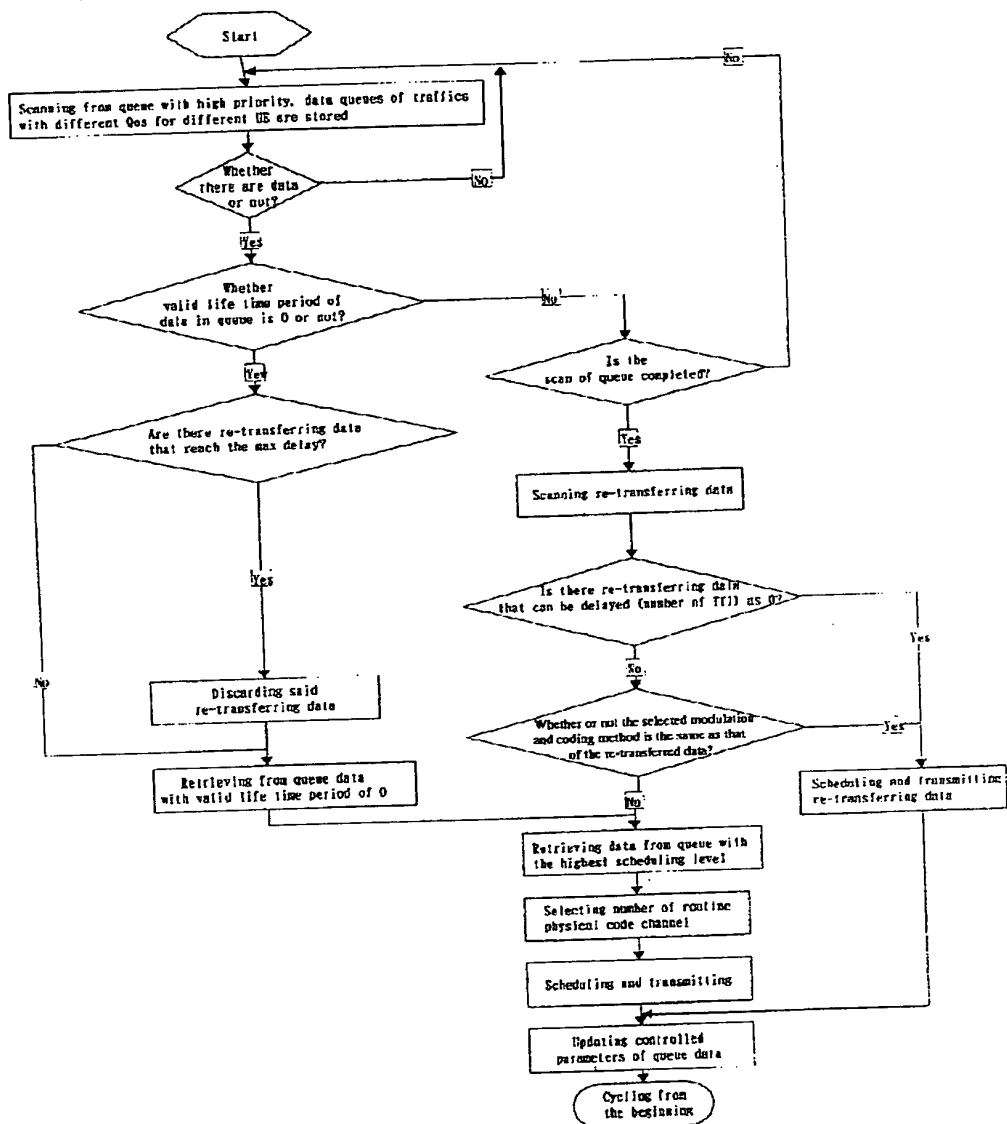 Start
No
Scanning from queue with high priority, data queues of traffics
with different Qos for different UE are stored
Whether
there are data
or not?
No
Yes
Whether
valid life time period of
data in queue is 0 or not?
No
Is the
scan of queue completed?
Yes
Are there re-transferring data
that reach the max delay?
Yes
Scanning re-transferring data
Yes
Is there re-transferring data
that can be delayed (number of TTI) as 0?
Yes
No
No
Discarding said
re-transferring data
Whether or not the selected modulation
and coding method is the same as that
of the re-transferred data?
Yes
Retrieving from queue data
with valid life time period of 0
Scheduling and transmitting
re-transferring data
No
Retrieving data from queue with
the highest scheduling level
Selecting number of routine
physical code channel
Scheduling and transmitting
Updating controlled
parameters of queue data
Cycling from
the beginning